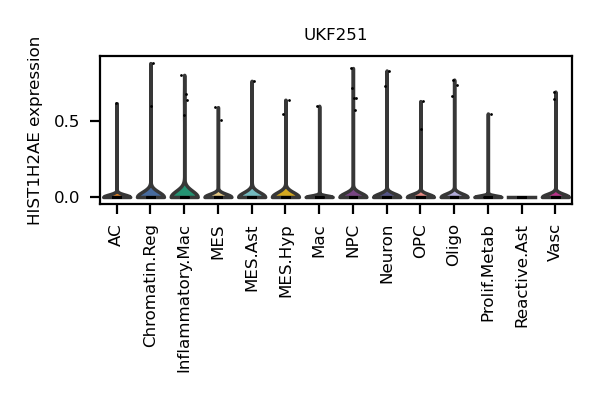 UKF251
HIST1H2AE expression
0.5
0.0
AC
Chromatin.Reg
Inflammatory.Mac
MES
MES.Ast
MES.Hyp
Mac
NPC
Neuron
OPC
Oligo
Prolif.Metab
Reactive.Ast
Vasc